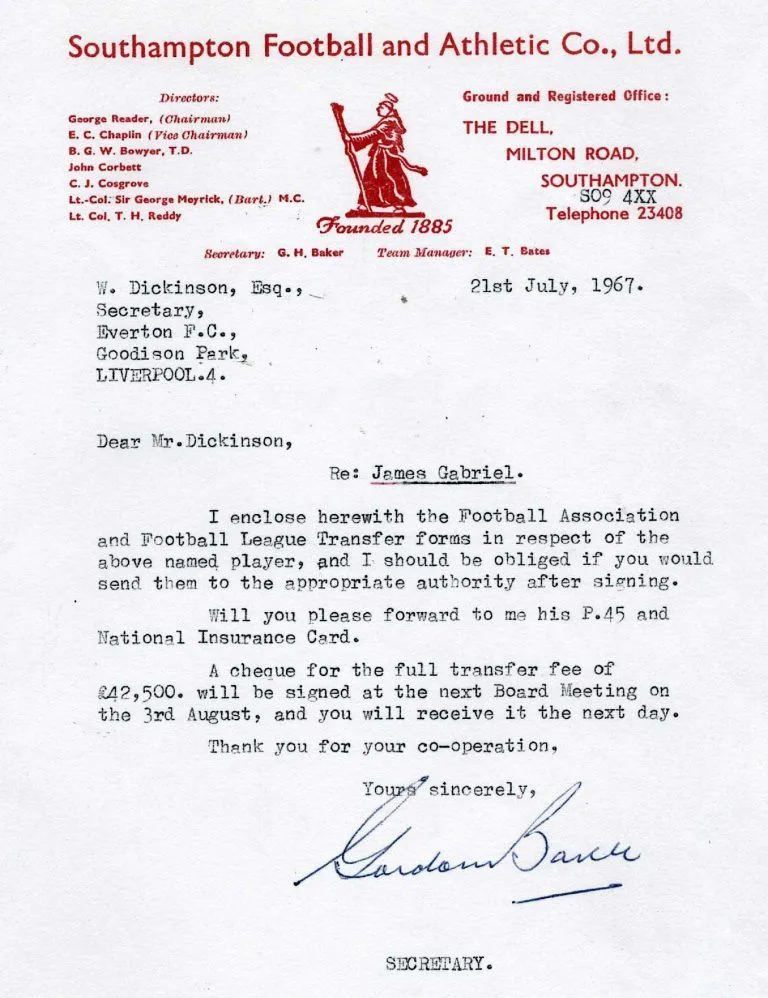 Southampton Football and Athletic Co., Ltd.
Directors:
George Reader, (Chairman)
E. C. Chaplin (Vice Chairman)
B. G. W. Bowyer, T.D.
John Corbett
C. J. Cosgrove
Lt.-Col. Sir George Meyrick, (Bart.) M.C.
Lt. Col. T. H. Reddy
Founded 1885
Ground and Registered Office:
THE DELL,
MILTON ROAD,
SOUTHAMPTON.
SO9 4XX
Telephone 23408
Secretary: G. H. Baker Team Manager: E. T. Bates
W. Dickinson, Esq., 21st July, 1967.
Secretary,
Everton F.C.,
Goodison Park,
LIVERPOOL.4.
Dear Mr.Dickinson,
Re: James Gabriel.
I enclose herewith the Football Association
and Football League Transfer forms in respect of the
above named player, and I should be obliged if you would
send them to the appropriate authority after signing.
Will you please forward to me his P.45 and
National Insurance Card.
A cheque for the full transfer fee of
£42,500. will be signed at the next Board Meeting on
the 3rd August, and you will receive it the next day.
Thank you for your co-operation,
Yours sincerely,
Gordon Baker
SECRETARY.